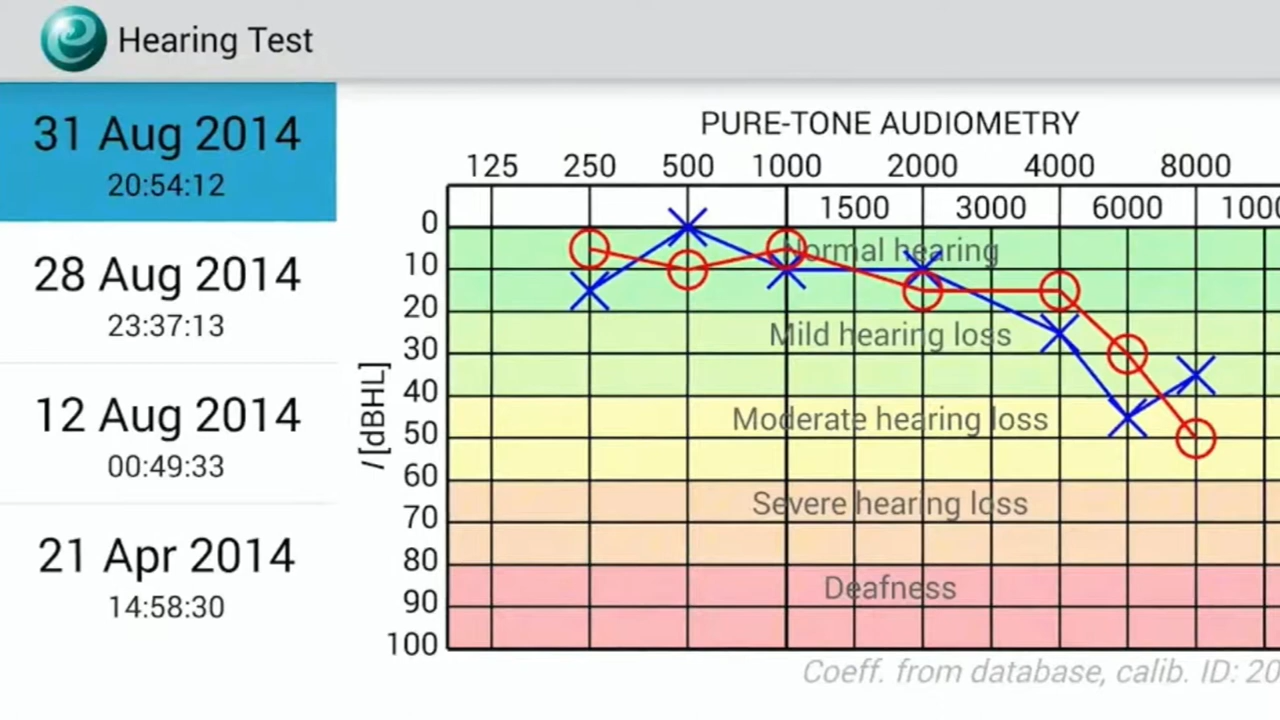 Hearing Test
31 Aug 2014
20:54:12
28 Aug 2014
23:37:13
12 Aug 2014
00:49:33
21 Apr 2014
14:58:30
PURE-TONE AUDIOMETRY
125 250 500 1000 2000 4000 8000
1500 3000 6000 1000
0
10
20
30
40
50
60
70
80
90
100
I [dBHL]
Normal hearing
Mild hearing loss
Moderate hearing loss
Severe hearing loss
Deafness
Coeff. from database, calib. ID: 20